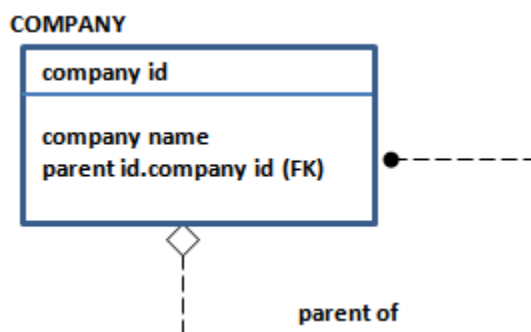 COMPANY
company id
company name
parent id.company id (FK)
parent of